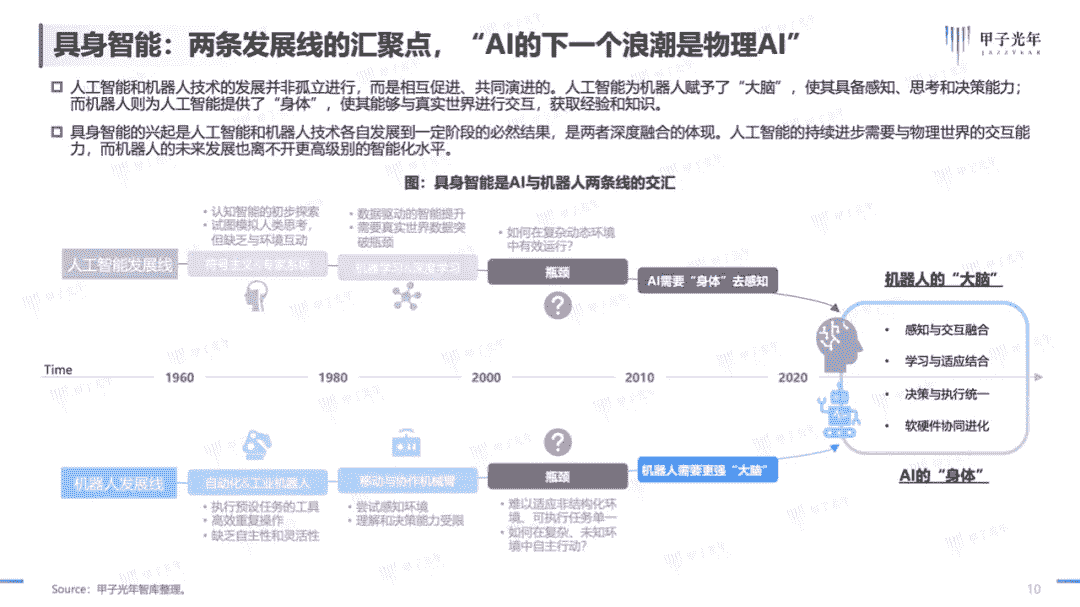 具身智能：两条发展线的汇聚点，“AI的下一个浪潮是物理AI”
甲子光年
JAZZYEAR
人工智能和机器人技术的发展并非孤立进行，而是相互促进、共同演进的。人工智能为机器人赋予了“大脑”，使其具备感知、思考和决策能力；
而机器人则为人工智能提供了“身体”，使其能够与真实世界进行交互，获取经验和知识。
具身智能的兴起是人工智能和机器人技术各自发展到一定阶段的必然结果，是两者深度融合的体现。人工智能的持续进步需要与物理世界的交互能
力，而机器人的未来发展也离不开更高级别的智能化水平。
图：具身智能是AI与机器人两条线的交汇
• 认知智能的初步探索
• 试图模拟人类思考，
但缺乏与环境互动
• 数据驱动的智能提升
• 需要真实世界数据突
破瓶颈
• 如何在复杂动态环境
中有效运行？
人工智能发展线
符号主义&专家系统
机器学习&深度学习
瓶颈
AI需要“身体”去感知
机器人的“大脑”
• 感知与交互融合
• 学习与适应结合
• 决策与执行统一
• 软硬件协同进化
AI的“身体”
Time
1960
1980
2000
2010
2020
机器人发展线
自动化&工业机器人
移动与协作机械臂
瓶颈
机器人需要更强“大脑”
• 执行预设任务的工具
• 高效重复操作
• 缺乏自主性和灵活性
• 尝试感知环境
• 理解和决策能力受限
• 难以适应非结构化环
境、可执行任务单一
• 如何在复杂、未知环
境中自主行动？
Source：甲子光年智库整理。
10